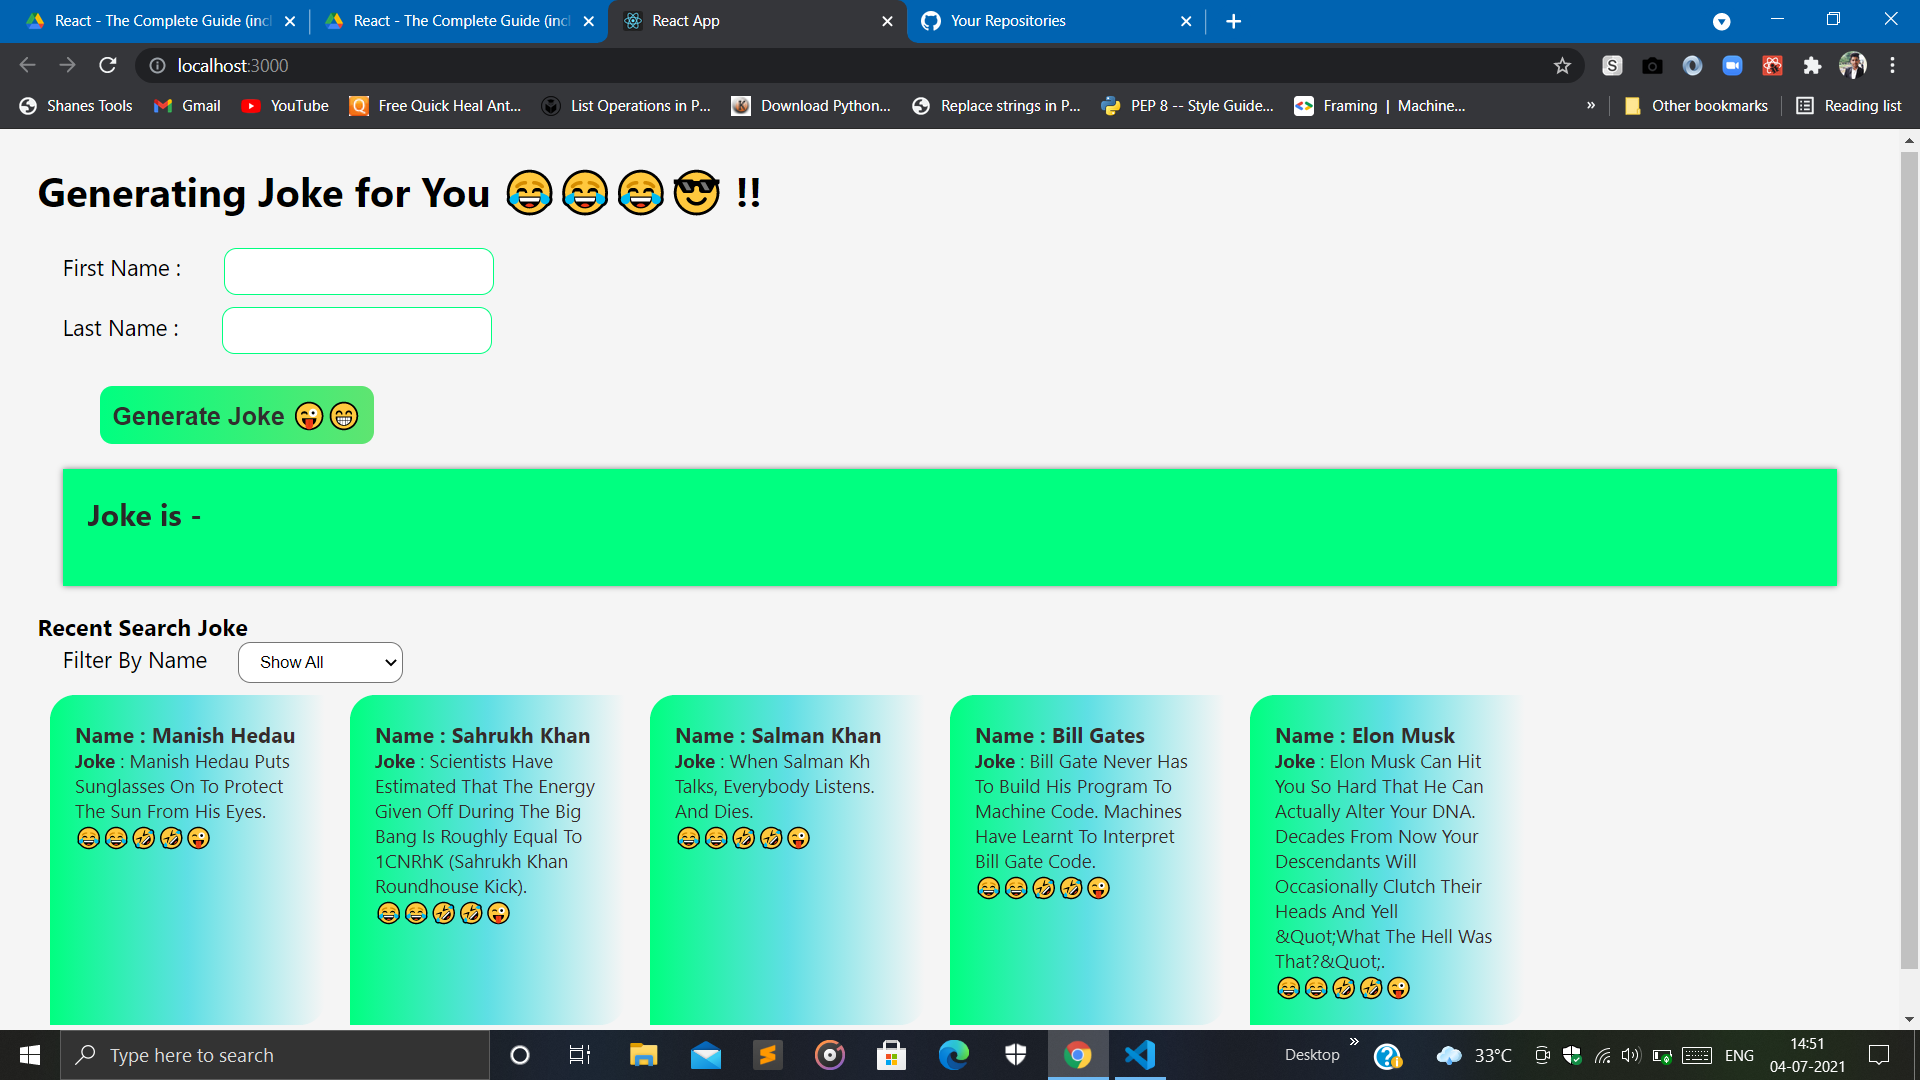 React - The Complete Guide (incl
React - The Complete Guide (incl
React App
Your Repositories
localhost:3000
Shanes Tools
Gmail
YouTube
Free Quick Heal Ant...
List Operations in P...
Download Python...
Replace strings in P...
PEP 8 -- Style Guide...
Framing | Machine...
»
Other bookmarks
Reading list
Generating Joke for You 😂😂😂😎 !!
First Name :
Last Name :
Generate Joke 😜😁
Joke is -
Recent Search Joke
Filter By Name
Show All
Name : Manish Hedau
Joke : Manish Hedau Puts
Sunglasses On To Protect
The Sun From His Eyes.
😂😂🤣🤣😜
Name : Sahrukh Khan
Joke : Scientists Have
Estimated That The Energy
Given Off During The Big
Bang Is Roughly Equal To
1CNRhK (Sahrukh Khan
Roundhouse Kick).
😂😂🤣🤣😜
Name : Salman Khan
Joke : When Salman Kh
Talks, Everybody Listens.
And Dies.
😂😂🤣🤣😜
Name : Bill Gates
Joke : Bill Gate Never Has
To Build His Program To
Machine Code. Machines
Have Learnt To Interpret
Bill Gate Code.
😂😂🤣🤣😜
Name : Elon Musk
Joke : Elon Musk Can Hit
You So Hard That He Can
Actually Alter Your DNA.
Decades From Now Your
Descendants Will
Occasionally Clutch Their
Heads And Yell
&Quot;What The Hell Was
That?&Quot;.
😂😂🤣🤣😜
Type here to search
Desktop
»
33°C
ENG
14:51
04-07-2021